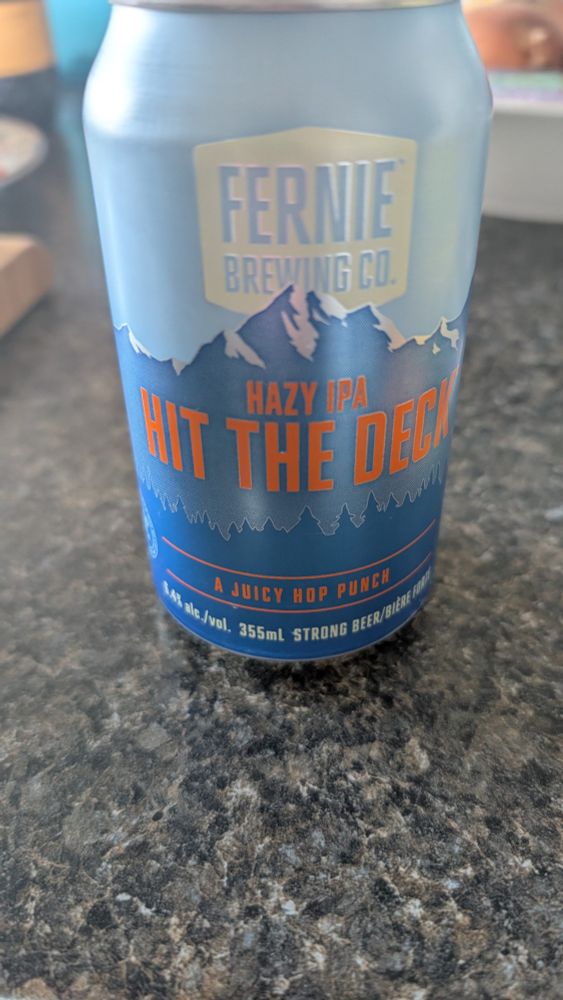 FERNIE
BREWING CO.
HAZY IPA
HIT THE DECK
A JUICY HOP PUNCH
alc./vol. 355mL STRONG BEER/BIÈRE FORTE